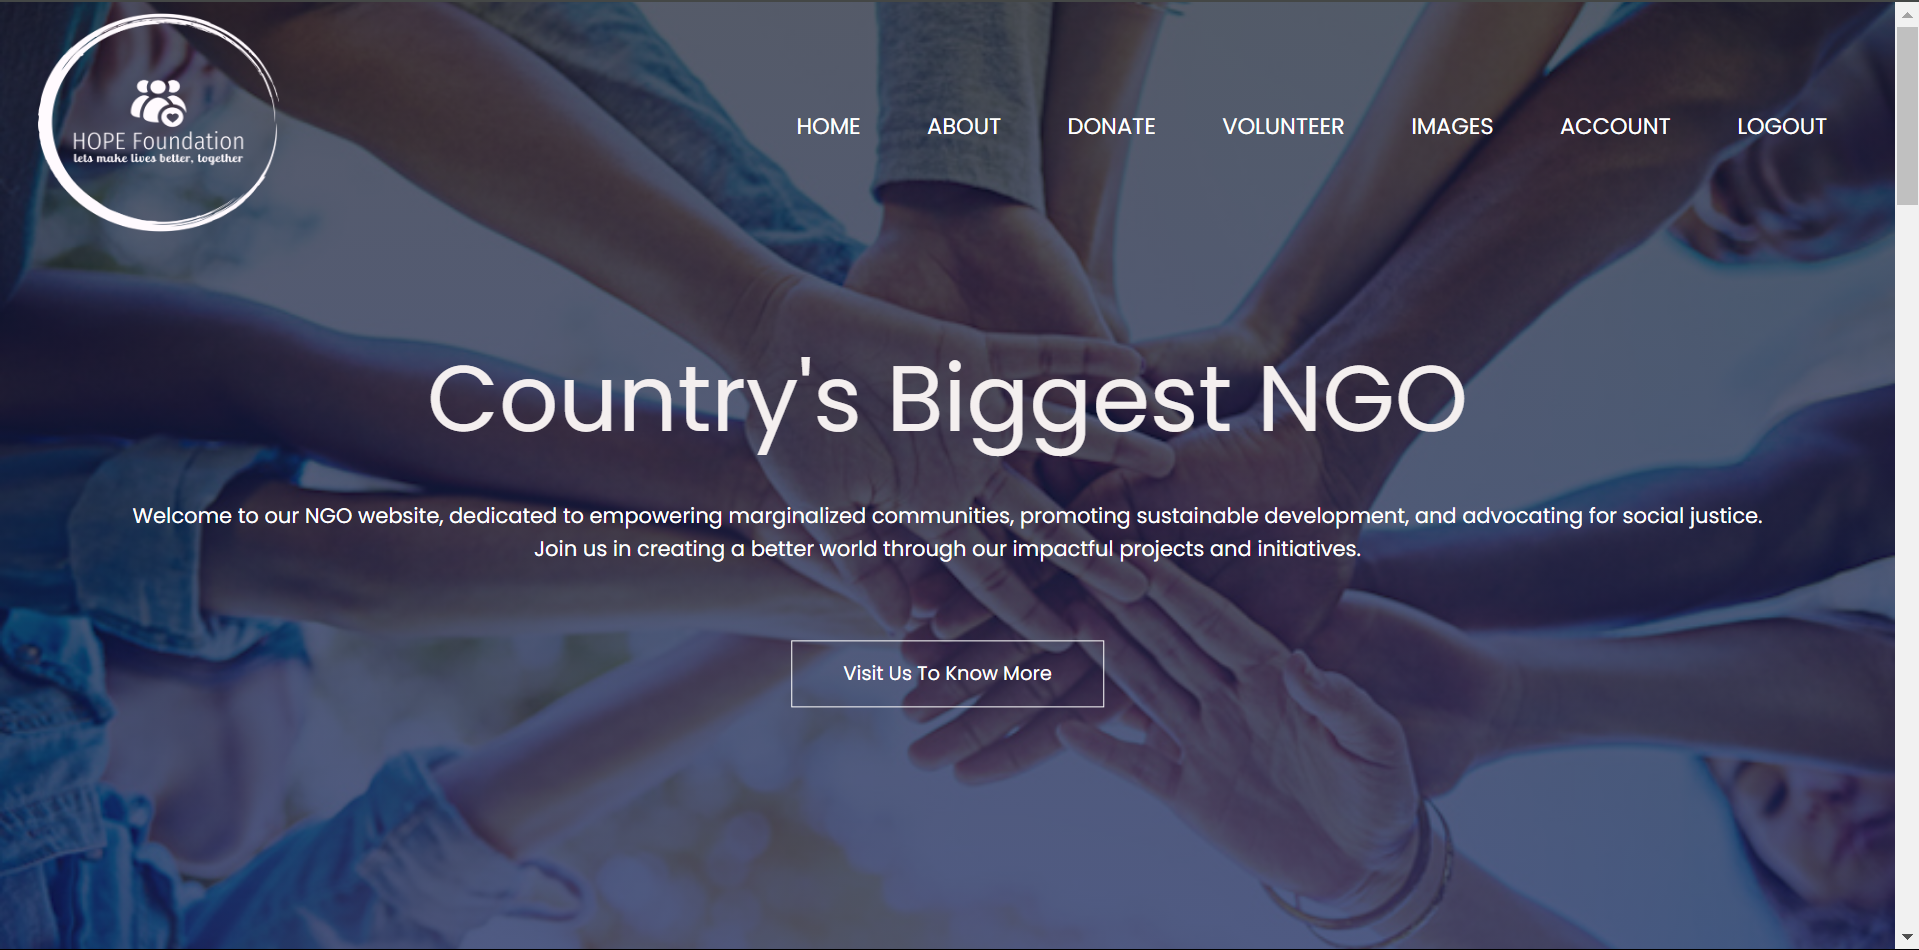 HOPE Foundation
lets make lives better, together
HOME ABOUT DONATE VOLUNTEER IMAGES ACCOUNT LOGOUT
Country's Biggest NGO
Welcome to our NGO website, dedicated to empowering marginalized communities, promoting sustainable development, and advocating for social justice.
Join us in creating a better world through our impactful projects and initiatives.
Visit Us To Know More